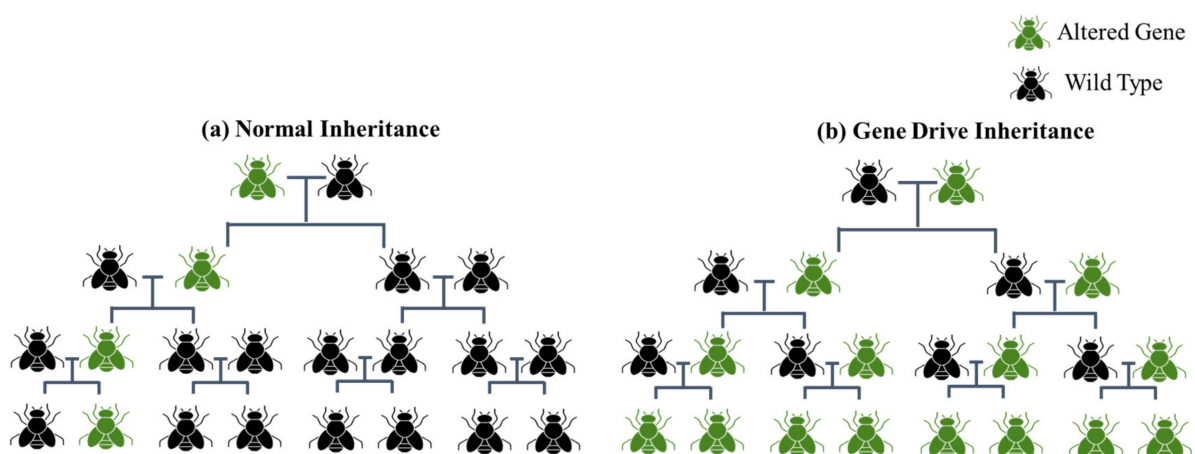 Altered Gene
Wild Type
(a) Normal Inheritance
(b) Gene Drive Inheritance